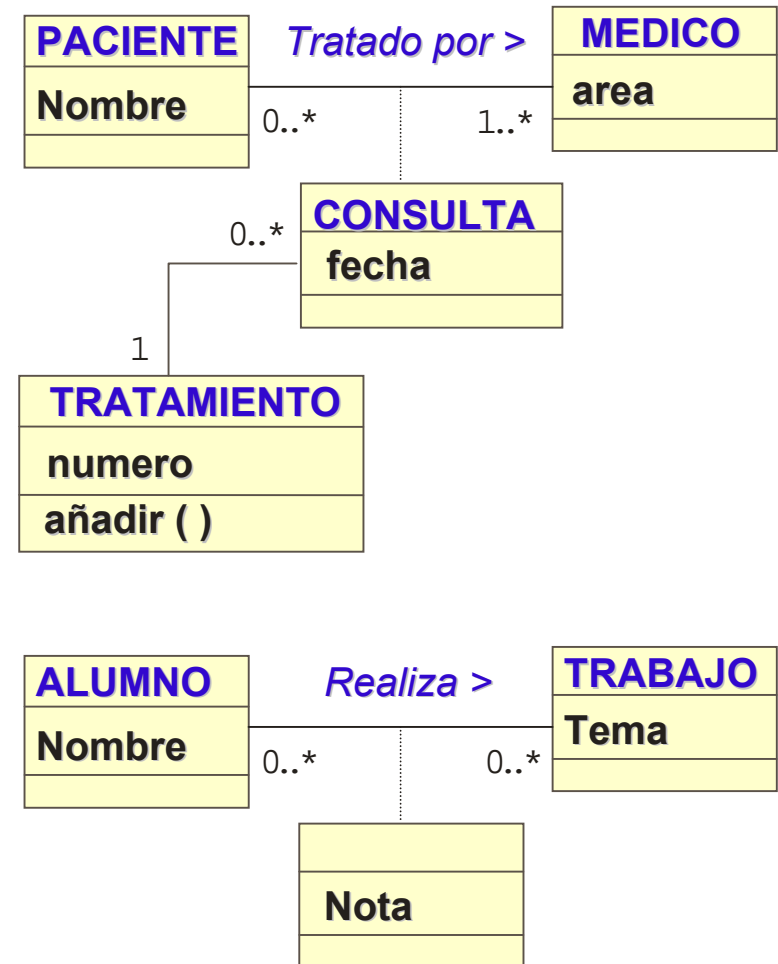 PACIENTE
Tratado por >
MEDICO
Nombre
area
0..*
1..*
CONSULTA
0..*
fecha
1
TRATAMIENTO
numero
añadir ( )
ALUMNO
Realiza >
TRABAJO
Nombre
Tema
0..*
0..*
Nota